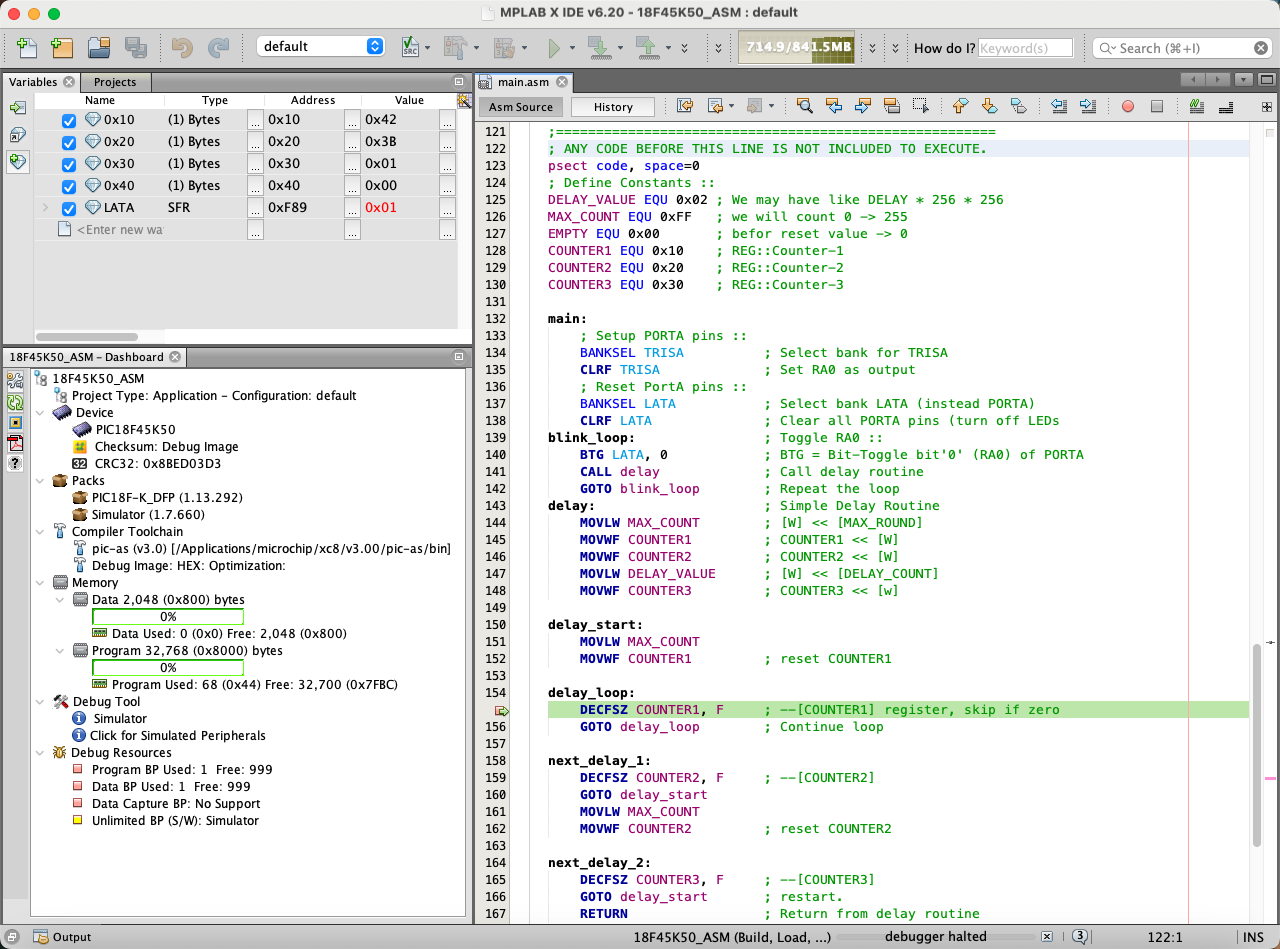 MPLAB X IDE v6.20 - 18F45K50_ASM : default
default
SRC
714.9/841.5MB
How do I?
Keyword(s)
Search (⌘+I)
Variables
Projects
Name Type Address Value
0x10 (1) Bytes ... 0x10 ... 0x42 ...
0x20 (1) Bytes ... 0x20 ... 0x3B ...
0x30 (1) Bytes ... 0x30 ... 0x01 ...
0x40 (1) Bytes ... 0x40 ... 0x00 ...
LATA SFR ... 0xF89 ... 0x01 ...
<Enter new wa ... ... ...
18F45K50_ASM - Dashboard
18F45K50_ASM
Project Type: Application - Configuration: default
Device
PIC18F45K50
Checksum: Debug Image
32 CRC32: 0x8BED03D3
Packs
PIC18F-K_DFP (1.13.292)
Simulator (1.7.660)
Compiler Toolchain
pic-as (v3.0) [/Applications/microchip/xc8/v3.00/pic-as/bin]
Debug Image: HEX: Optimization:
Memory
Data 2,048 (0x800) bytes
0%
Data Used: 0 (0x0) Free: 2,048 (0x800)
Program 32,768 (0x8000) bytes
0%
Program Used: 68 (0x44) Free: 32,700 (0x7FBC)
Debug Tool
Simulator
Click for Simulated Peripherals
Debug Resources
Program BP Used: 1 Free: 999
Data BP Used: 1 Free: 999
Data Capture BP: No Support
Unlimited BP (S/W): Simulator
main.asm
Asm Source
History
121 ;=======================================================
122 ; ANY CODE BEFORE THIS LINE IS NOT INCLUDED TO EXECUTE.
123 psect code, space=0
124 ; Define Constants ::
125 DELAY_VALUE EQU 0x02 ; We may have like DELAY * 256 * 256
126 MAX_COUNT EQU 0xFF ; we will count 0 -> 255
127 EMPTY EQU 0x00 ; befor reset value -> 0
128 COUNTER1 EQU 0x10 ; REG::Counter-1
129 COUNTER2 EQU 0x20 ; REG::Counter-2
130 COUNTER3 EQU 0x30 ; REG::Counter-3
131
132 main:
133 ; Setup PORTA pins ::
134 BANKSEL TRISA ; Select bank for TRISA
135 CLRF TRISA ; Set RA0 as output
136 ; Reset PortA pins ::
137 BANKSEL LATA ; Select bank LATA (instead PORTA)
138 CLRF LATA ; Clear all PORTA pins (turn off LEDs
139 blink_loop: ; Toggle RA0 ::
140 BTG LATA, 0 ; BTG = Bit-Toggle bit'0' (RA0) of PORTA
141 CALL delay ; Call delay routine
142 GOTO blink_loop ; Repeat the loop
143 delay: ; Simple Delay Routine
144 MOVLW MAX_COUNT ; [W] << [MAX_ROUND]
145 MOVWF COUNTER1 ; COUNTER1 << [W]
146 MOVWF COUNTER2 ; COUNTER2 << [W]
147 MOVLW DELAY_VALUE ; [W] << [DELAY_COUNT]
148 MOVWF COUNTER3 ; COUNTER3 << [w]
149
150 delay_start:
151 MOVLW MAX_COUNT
152 MOVWF COUNTER1 ; reset COUNTER1
153
154 delay_loop:
DECFSZ COUNTER1, F ; --[COUNTER1] register, skip if zero
156 GOTO delay_loop ; Continue loop
157
158 next_delay_1:
159 DECFSZ COUNTER2, F ; --[COUNTER2]
160 GOTO delay_start
161 MOVLW MAX_COUNT
162 MOVWF COUNTER2 ; reset COUNTER2
163
164 next_delay_2:
165 DECFSZ COUNTER3, F ; --[COUNTER3]
166 GOTO delay_start ; restart.
167 RETURN ; Return from delay routine
Output
18F45K50_ASM (Build, Load, ...)
debugger halted
3
122:1
INS